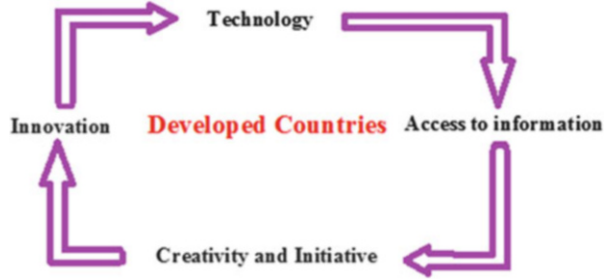 Technology
Innovation
Developed Countries
Access to information
Creativity and Initiative